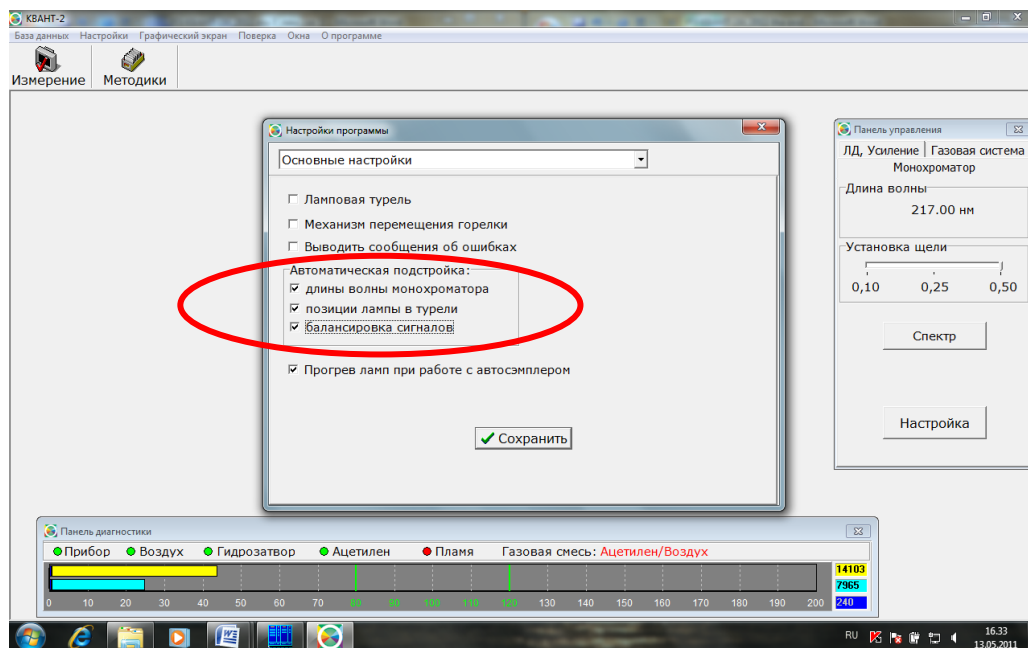 КВАНТ-2
База данных Настройки Графический экран Поверка Окна О программе
Измерение Методики
Настройки программы
Основные настройки
Ламповая турель
Механизм перемещения горелки
Выводить сообщения об ошибках
Автоматическая подстройка:
длины волны монохроматора
позиции лампы в турели
балансировка сигналов
Прогрев ламп при работе с автосэмплером
Сохранить
Панель управления
ЛД, Усиление Газовая система
Монохроматор
Длина волны
217.00 нм
Установка щели
0,10 0,25 0,50
Спектр
Настройка
Панель диагностики
Прибор Воздух Гидрозатвор Ацетилен Пламя Газовая смесь: Ацетилен/Воздух
14103
7965
240
0 10 20 30 40 50 60 70 80 90 100 110 120 130 140 150 160 170 180 190 200
RU
16.33
13.05.2011